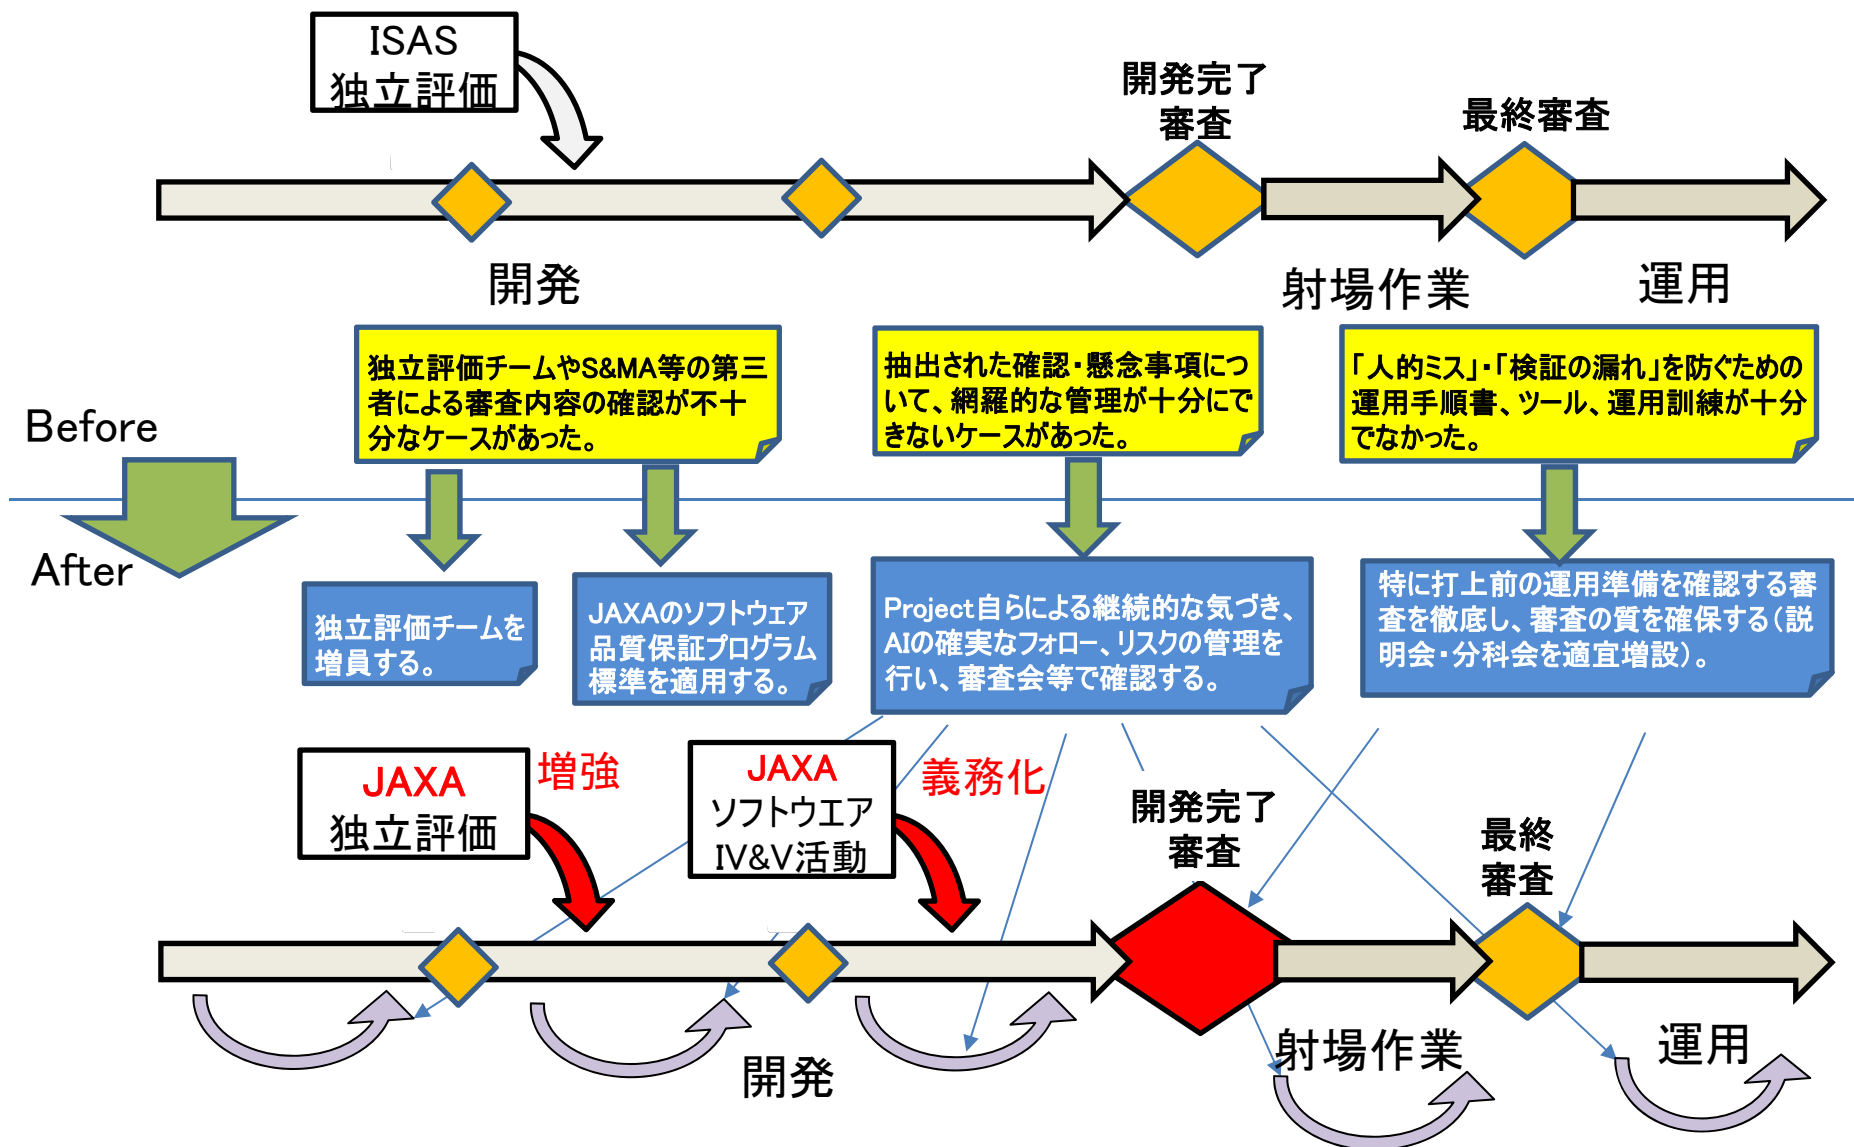 ISAS
独立評価
開発完了
審査
最終審査
開発
射場作業
運用
独立評価チームやS&MA等の第三
者による審査内容の確認が不十
分なケースがあった。
抽出された確認・懸念事項につ
いて、網羅的な管理が十分にで
きないケースがあった。
「人的ミス」・「検証の漏れ」を防ぐための
運用手順書、ツール、運用訓練が十分
でなかった。
Before
After
独立評価チームを
増員する。
JAXAのソフトウェア
品質保証プログラム
標準を適用する。
Project自らによる継続的な気づき、
AIの確実なフォロー、リスクの管理を
行い、審査会等で確認する。
特に打上前の運用準備を確認する審
査を徹底し、審査の質を確保する（説
明会・分科会を適宜増設）。
JAXA
独立評価
増強
JAXA
ソフトウエア
IV&V活動
義務化
開発完了
審査
最終
審査
開発
射場作業
運用